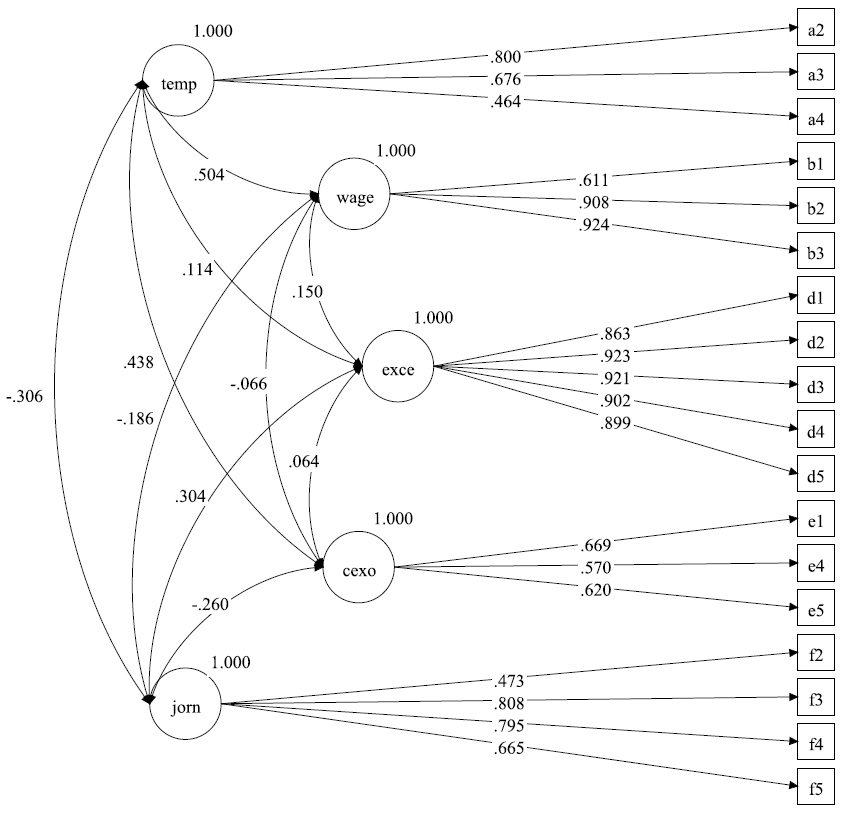 1.000
a2
.800
temp
.676
a3
.464
a4
1.000
b1
.504
.611
wage
.908
b2
.924
b3
.114
.150
d1
1.000
.863
d2
.438
.923
exce
.921
d3
-.306
-.066
.902
-.186
.899
d4
.064
d5
.304
1.000
e1
.669
cexo
.570
e4
-.260
.620
e5
1.000
f2
.473
jorn
.808
f3
.795
f4
.665
f5